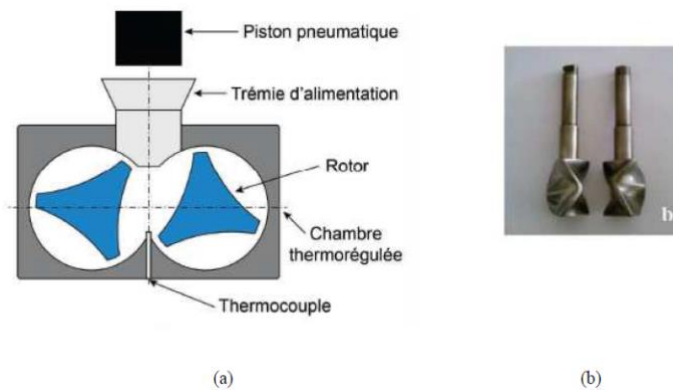 Piston pneumatique
Trémie d'alimentation
Rotor
Chambre
thermorégulée
Thermocouple
b
(a)
(b)